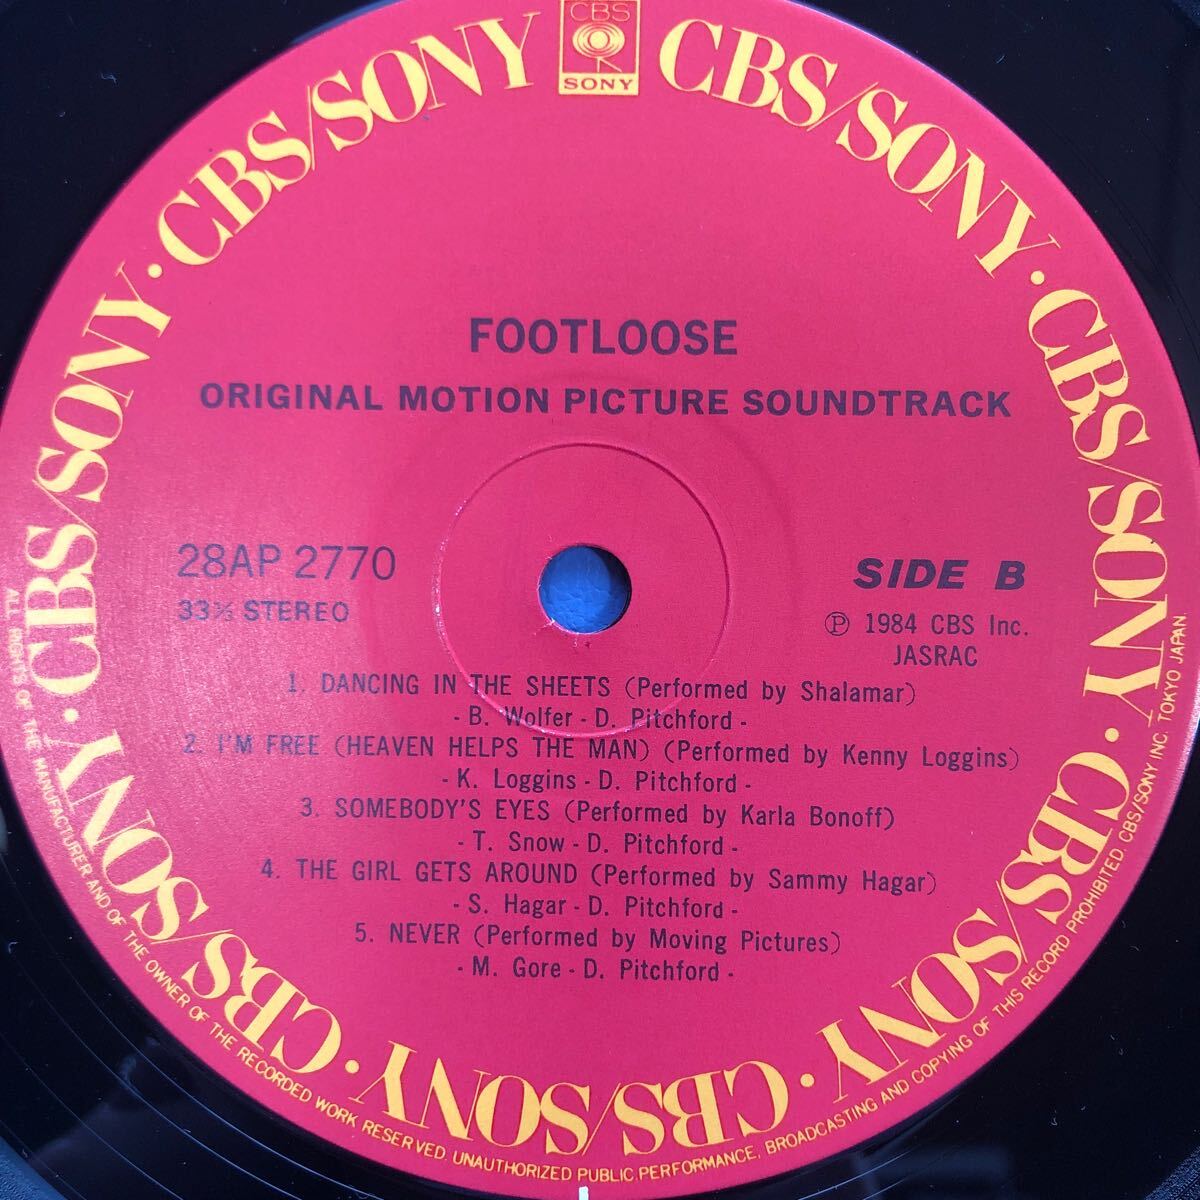 CBS
SONY
CBS/SONY · CBS/SONY · CBS/SONY · CBS/SONY · CBS/SONY · CBS/SONY · CBS/SONY · CBS/SONY
FOOTLOOSE
ORIGINAL MOTION PICTURE SOUNDTRACK
28AP 2770
33⅓ STEREO
SIDE B
Ⓟ 1984 CBS Inc.
JASRAC
1. DANCING IN THE SHEETS (Performed by Shalamar)
- B. Wolfer - D. Pitchford -
2. I'M FREE (HEAVEN HELPS THE MAN) (Performed by Kenny Loggins)
- K. Loggins - D. Pitchford -
3. SOMEBODY'S EYES (Performed by Karla Bonoff)
- T. Snow - D. Pitchford -
4. THE GIRL GETS AROUND (Performed by Sammy Hagar)
- S. Hagar - D. Pitchford -
5. NEVER (Performed by Moving Pictures)
- M. Gore - D. Pitchford -
ALL RIGHTS OF THE MANUFACTURER AND OF THE OWNER OF THE RECORDED WORK RESERVED. UNAUTHORIZED PUBLIC PERFORMANCE, BROADCASTING AND COPYING OF THIS RECORD PROHIBITED. CBS/SONY INC. TOKYO JAPAN